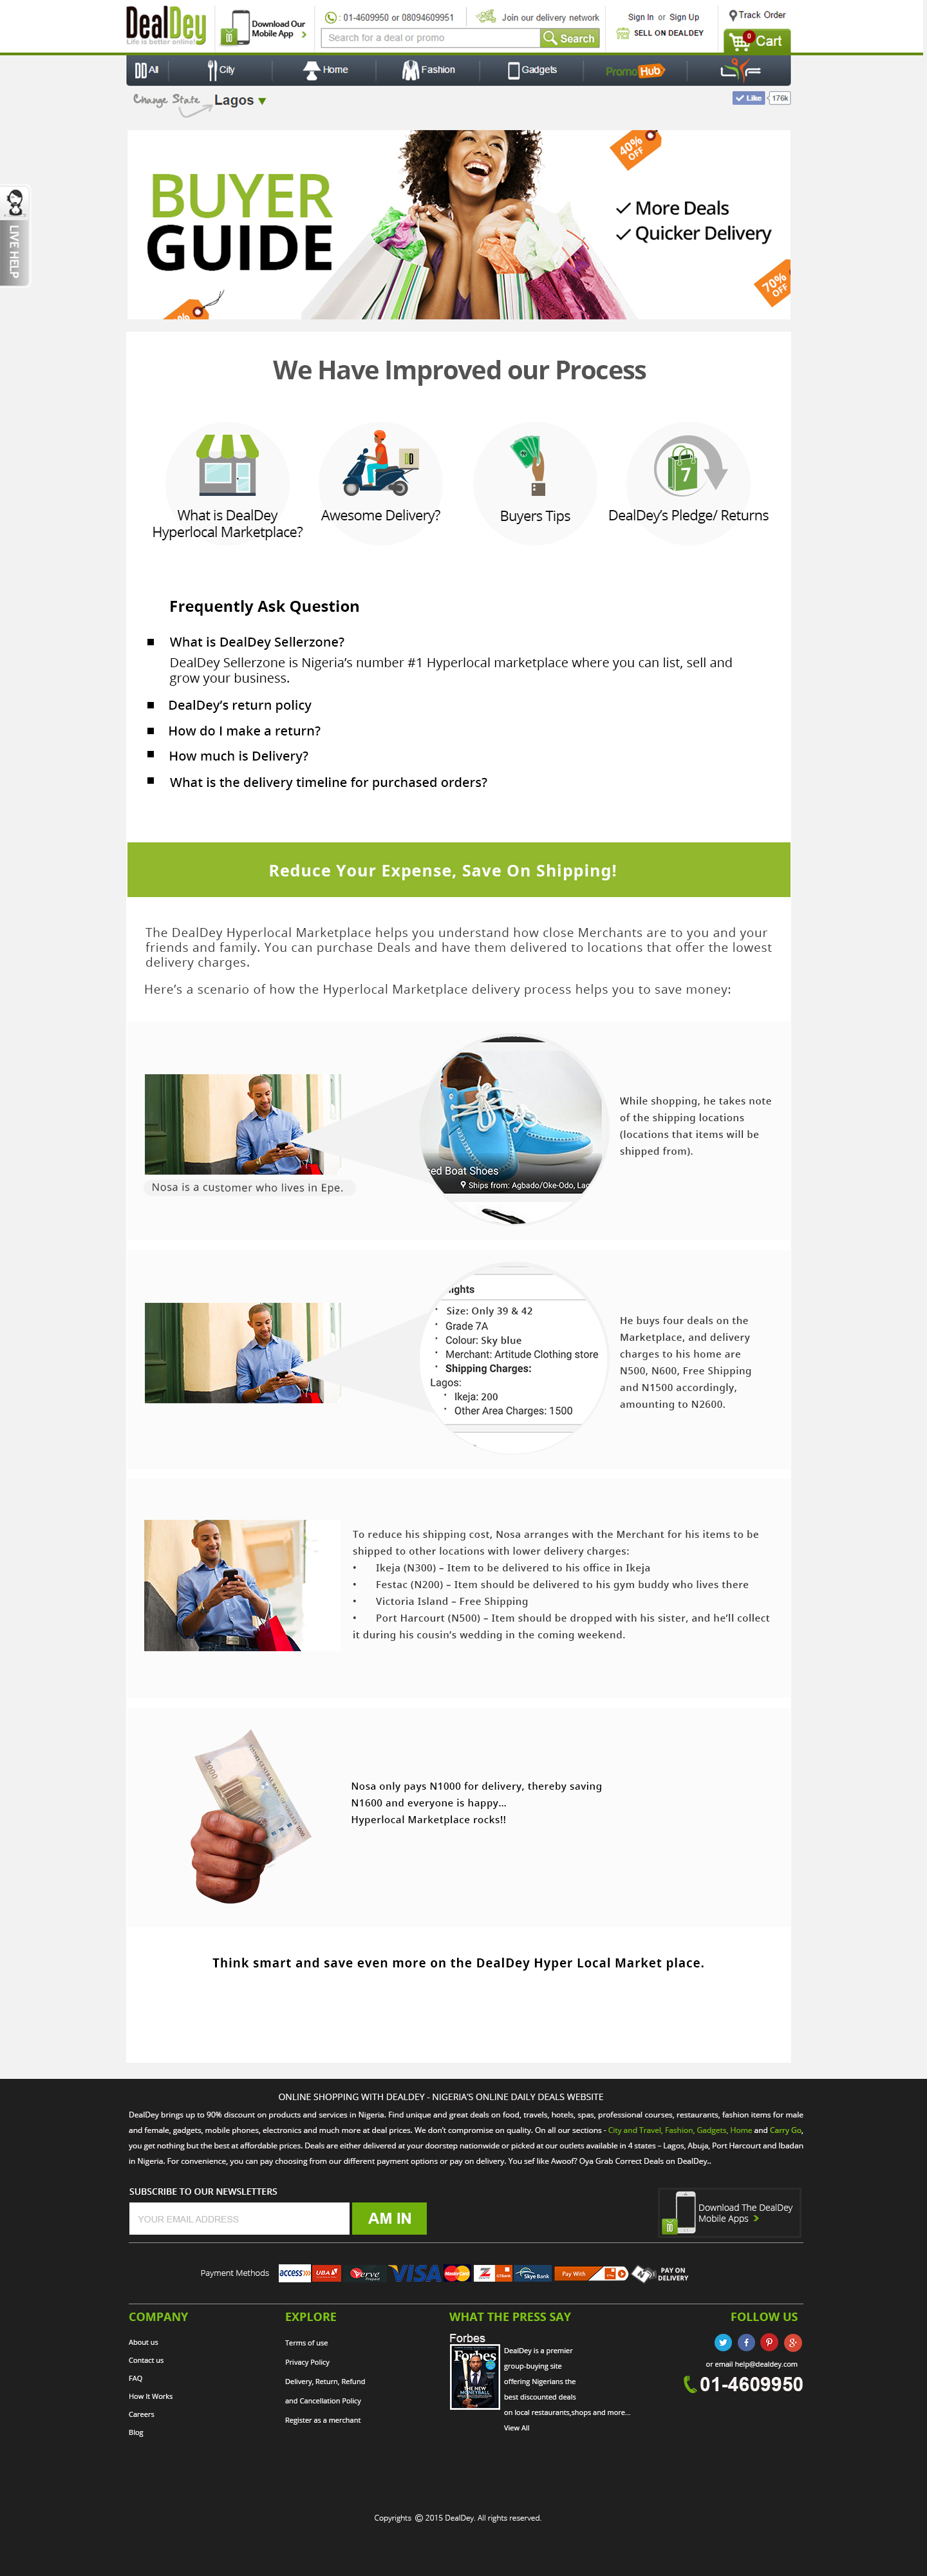 DealDey
Life is better online!
Download Our
Mobile App
: 01-4609950 or 08094609951
Join our delivery network
Search for a deal or promo
Search
Sign In or Sign Up
SELL ON DEALDEY
Track Order
0
Cart
All
City
Home
Fashion
Gadgets
Promo Hub
Change State
Lagos
Like
176k
LIVE HELP
BUYER
GUIDE
40%
OFF
More Deals
Quicker Delivery
70%
OFF
%
We Have Improved our Process
7
What is DealDey
Hyperlocal Marketplace?
Awesome Delivery?
Buyers Tips
DealDey's Pledge/ Returns
Frequently Ask Question
What is DealDey Sellerzone?
DealDey Sellerzone is Nigeria's number #1 Hyperlocal marketplace where you can list, sell and
grow your business.
DealDey's return policy
How do I make a return?
How much is Delivery?
What is the delivery timeline for purchased orders?
Reduce Your Expense, Save On Shipping!
The DealDey Hyperlocal Marketplace helps you understand how close Merchants are to you and your
friends and family. You can purchase Deals and have them delivered to locations that offer the lowest
delivery charges.
Here's a scenario of how the Hyperlocal Marketplace delivery process helps you to save money:
Nosa is a customer who lives in Epe.
ced Boat Shoes
Ships from: Agbado/Oke-Odo, Lag
While shopping, he takes note
of the shipping locations
(locations that items will be
shipped from).
ights
• Size: Only 39 & 42
• Grade 7A
• Colour: Sky blue
• Merchant: Artitude Clothing store
• Shipping Charges:
Lagos:
• Ikeja: 200
• Other Area Charges: 1500
He buys four deals on the
Marketplace, and delivery
charges to his home are
N500, N600, Free Shipping
and N1500 accordingly,
amounting to N2600.
To reduce his shipping cost, Nosa arranges with the Merchant for his items to be
shipped to other locations with lower delivery charges:
• Ikeja (N300) – Item to be delivered to his office in Ikeja
• Festac (N200) – Item should be delivered to his gym buddy who lives there
• Victoria Island – Free Shipping
• Port Harcourt (N500) – Item should be dropped with his sister, and he'll collect
it during his cousin's wedding in the coming weekend.
Nosa only pays N1000 for delivery, thereby saving
N1600 and everyone is happy...
Hyperlocal Marketplace rocks!!
Think smart and save even more on the DealDey Hyper Local Market place.
ONLINE SHOPPING WITH DEALDEY - NIGERIA'S ONLINE DAILY DEALS WEBSITE
DealDey brings up to 90% discount on products and services in Nigeria. Find unique and great deals on food, travels, hotels, spas, professional courses, restaurants, fashion items for male
and female, gadgets, mobile phones, electronics and much more at deal prices. We don't compromise on quality. On all our sections - City and Travel, Fashion, Gadgets, Home and Carry Go,
you get nothing but the best at affordable prices. Deals are either delivered at your doorstep nationwide or picked at our outlets available in 4 states – Lagos, Abuja, Port Harcourt and Ibadan
in Nigeria. For convenience, you can pay choosing from our different payment options or pay on delivery. You sef like Awoof? Oya Grab Correct Deals on DealDey..
SUBSCRIBE TO OUR NEWSLETTERS
YOUR EMAIL ADDRESS
AM IN
Download The DealDey
Mobile Apps
Payment Methods
access
UBA
Verve
VISA
MasterCard
GTBank
Skye Bank
Pay With
PAY ON
DELIVERY
COMPANY
About us
Contact us
FAQ
How It Works
Careers
Blog
EXPLORE
Terms of use
Privacy Policy
Delivery, Return, Refund
and Cancellation Policy
Register as a merchant
WHAT THE PRESS SAY
Forbes
Forbes
THE NEW
MONEYBALL
DealDey is a premier
group-buying site
offering Nigerians the
best discounted deals
on local restaurants,shops and more...
View All
FOLLOW US
or email help@dealdey.com
01-4609950
Copyrights © 2015 DealDey. All rights reserved.